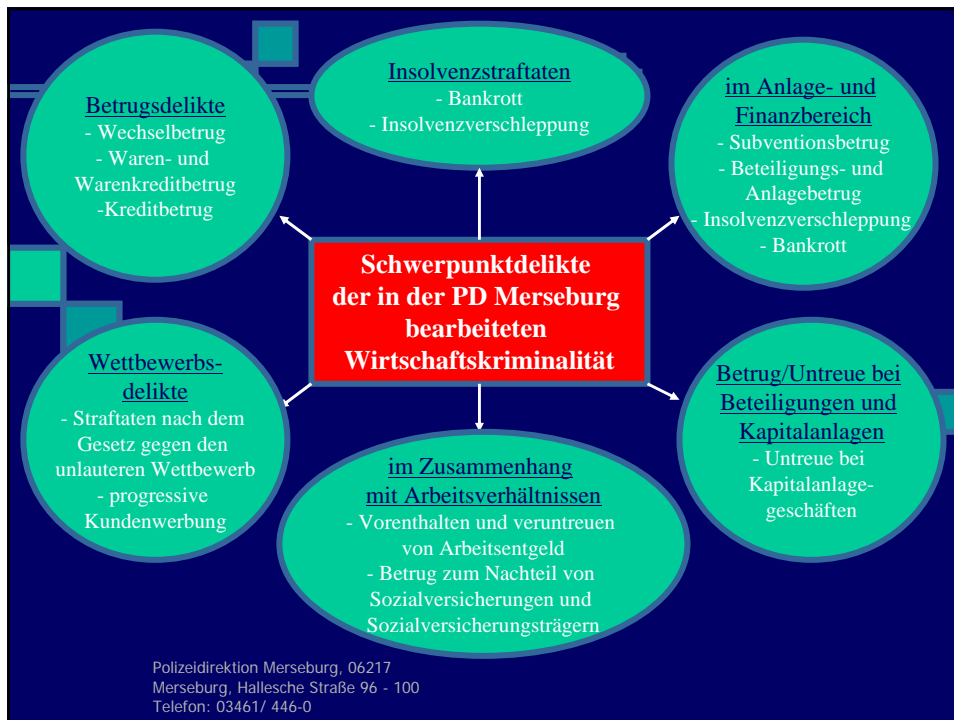 Betrugsdelikte
- Wechselbetrug
- Waren- und
Warenkreditbetrug
-Kreditbetrug
Insolvenzstraftaten
- Bankrott
- Insolvenzverschleppung
im Anlage- und
Finanzbereich
- Subventionsbetrug
- Beteiligungs- und
Anlagebetrug
- Insolvenzverschleppung
- Bankrott
Schwerpunktdelikte
der in der PD Merseburg
bearbeiteten
Wirtschaftskriminalität
Wettbewerbs-
delikte
- Straftaten nach dem
Gesetz gegen den
unlauteren Wettbewerb
- progressive
Kundenwerbung
im Zusammenhang
mit Arbeitsverhältnissen
- Vorenthalten und veruntreuen
von Arbeitsentgeld
- Betrug zum Nachteil von
Sozialversicherungen und
Sozialversicherungsträgern
Betrug/Untreue bei
Beteiligungen und
Kapitalanlagen
- Untreue bei
Kapitalanlage-
geschäften
Polizeidirektion Merseburg, 06217
Merseburg, Hallesche Straße 96 - 100
Telefon: 03461/ 446-0